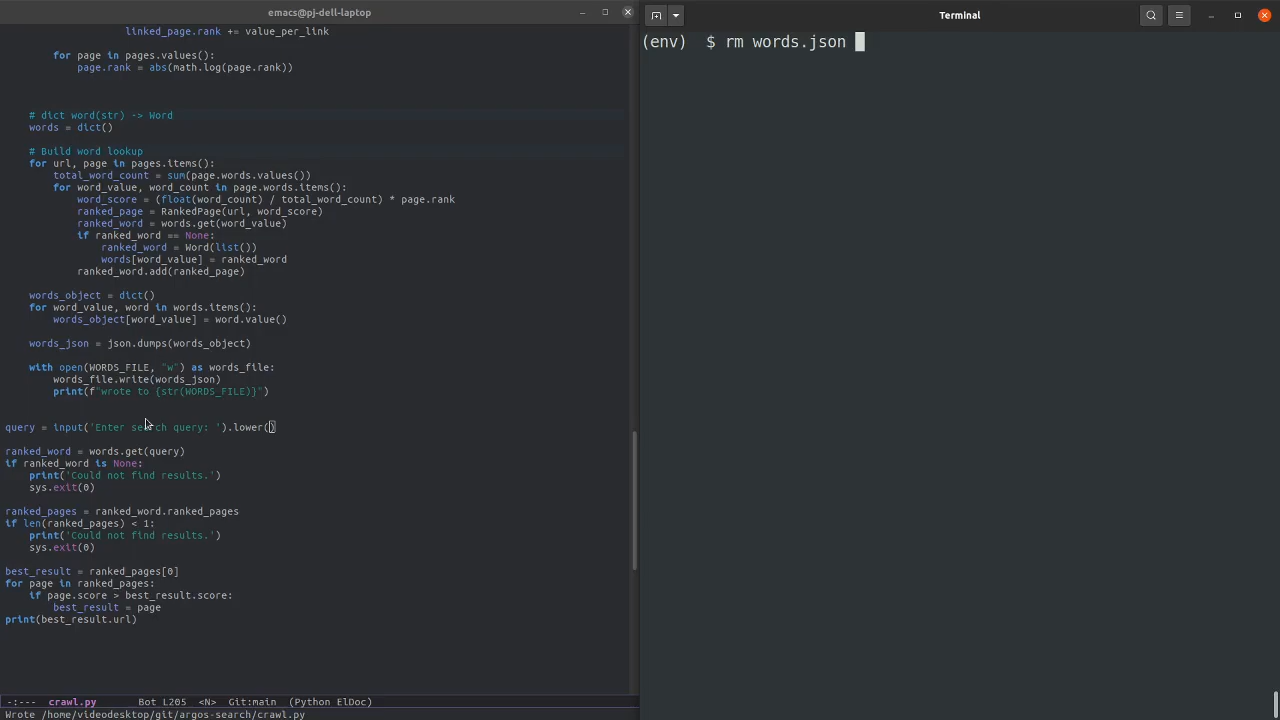 emacs@pj-dell-laptop
linked_page.rank += value_per_link
for page in pages.values():
page.rank = abs(math.log(page.rank))
# dict word(str) -> Word
words = dict()
# Build word lookup
for url, page in pages.items():
total_word_count = sum(page.words.values())
for word_value, word_count in page.words.items():
word_score = (float(word_count) / total_word_count) * page.rank
ranked_page = RankedPage(url, word_score)
ranked_word = words.get(word_value)
if ranked_word == None:
ranked_word = Word(list())
words[word_value] = ranked_word
ranked_word.add(ranked_page)
words_object = dict()
for word_value, word in words.items():
words_object[word_value] = word.value()
words_json = json.dumps(words_object)
with open(WORDS_FILE, "w") as words_file:
words_file.write(words_json)
print(f"wrote to {str(WORDS_FILE)}")
query = input('Enter search query: ').lower()
ranked_word = words.get(query)
if ranked_word is None:
print('Could not find results.')
sys.exit(0)
ranked_pages = ranked_word.ranked_pages
if len(ranked_pages) < 1:
print('Could not find results.')
sys.exit(0)
best_result = ranked_pages[0]
for page in ranked_pages:
if page.score > best_result.score:
best_result = page
print(best_result.url)
-:--- crawl.py Bot L205 <N> Git:main (Python ElDoc)
Wrote /home/videodesktop/git/argos-search/crawl.py
Terminal
(env) $ rm words.json